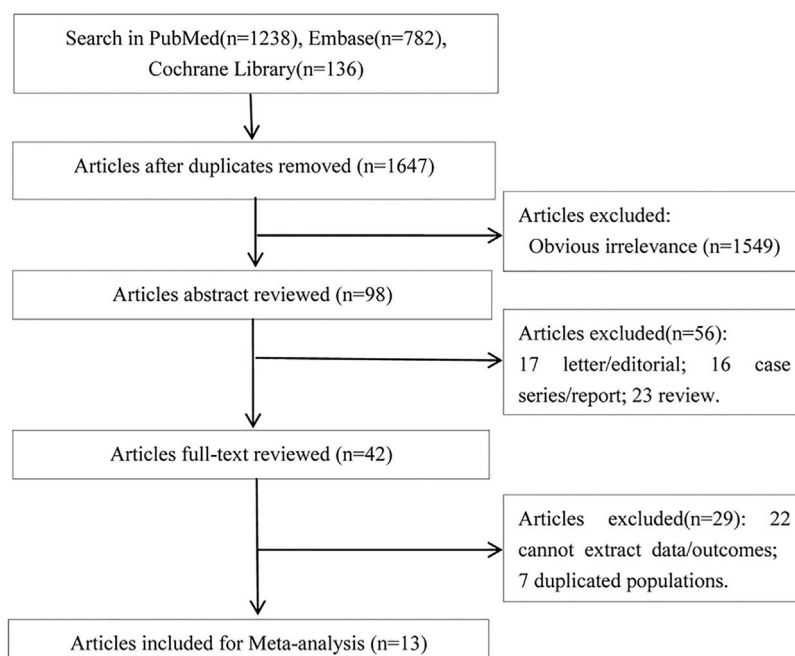 Search in PubMed(n=1238), Embase(n=782),
Cochrane Library(n=136)
Articles after duplicates removed (n=1647)
Articles excluded:
Obvious irrelevance (n=1549)
Articles abstract reviewed (n=98)
Articles excluded(n=56):
17 letter/editorial; 16 case
series/report; 23 review.
Articles full-text reviewed (n=42)
Articles excluded(n=29): 22
cannot extract data/outcomes;
7 duplicated populations.
Articles included for Meta-analysis (n=13)